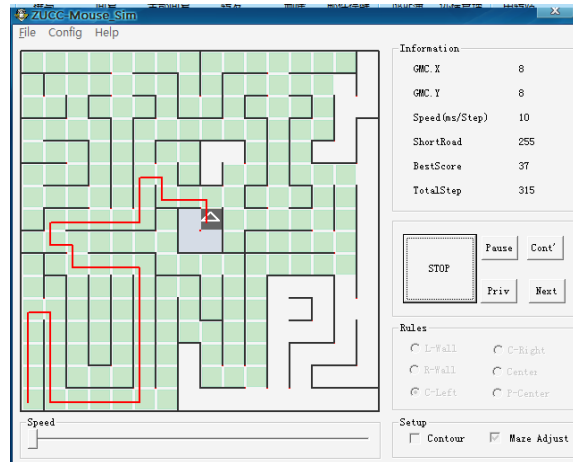 ZUCC-Mouse_Sim
File Config Help
Information
GMC.X 8
GMC.Y 8
Speed(ms/Step) 10
ShortRoad 255
BestScore 37
TotalStep 315
STOP
Pause
Cont'
Priv
Next
Rules
L-Wall
C-Right
R-Wall
Center
C-Left
P-Center
Speed
Setup
Contour
Maze Adjust